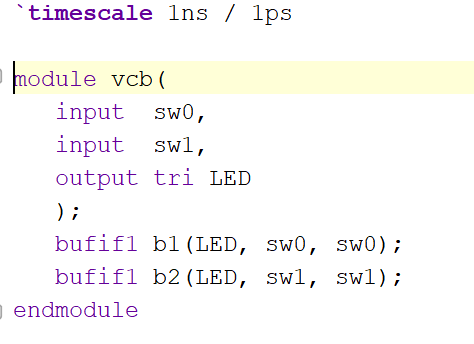 `timescale 1ns / 1ps
module vcb(
input sw0,
input sw1,
output tri LED
);
bufif1 b1(LED, sw0, sw0);
bufif1 b2(LED, sw1, sw1);
endmodule